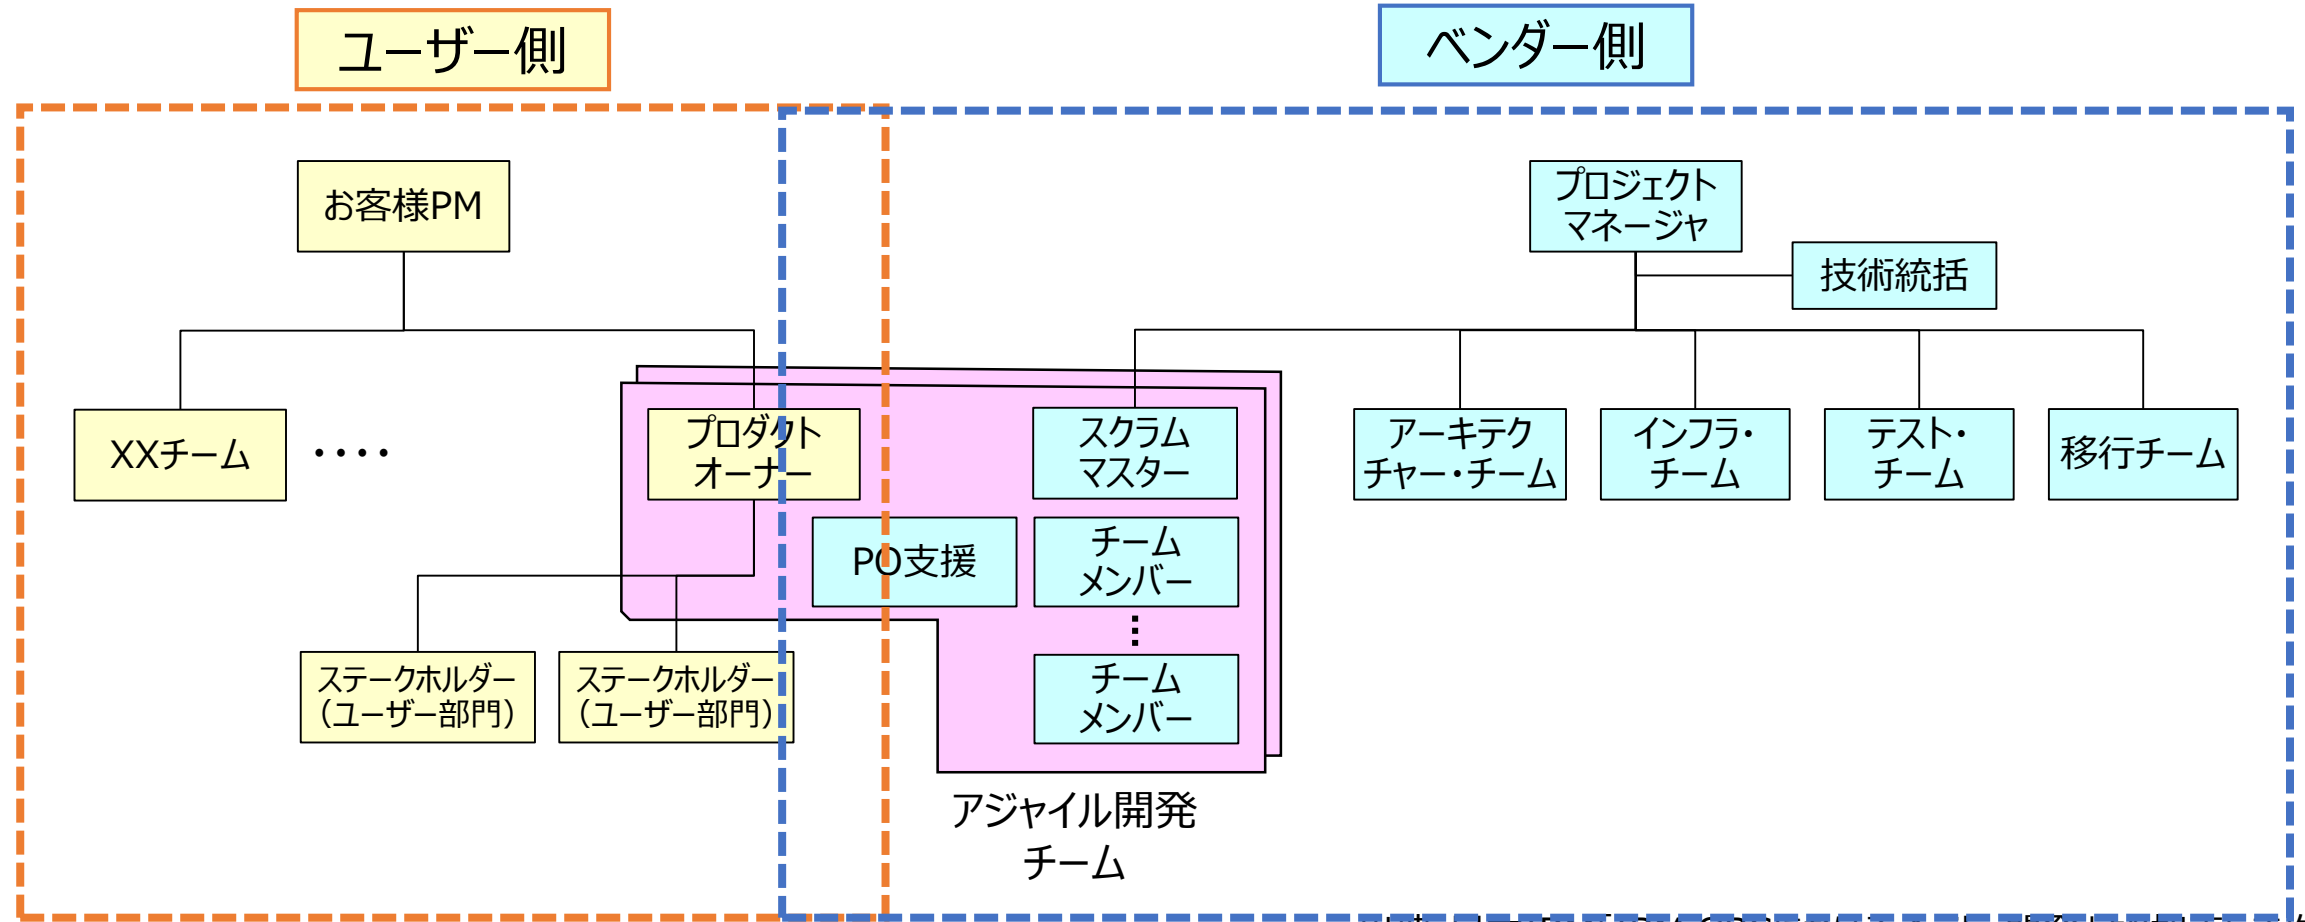 ユーザー側
ベンダー側
お客様PM
プロジェクト
マネージャ
技術統括
XXチーム
・・・・
プロダクト
オーナー
スクラム
マスター
アーキテク
チャー・チーム
インフラ・
チーム
テスト・
チーム
移行チーム
PO支援
チーム
メンバー
…
チーム
メンバー
ステークホルダー
（ユーザー部門）
ステークホルダー
（ユーザー部門）
アジャイル開発
チーム